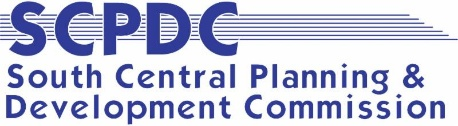 SCPDC
South Central Planning &
Development Commission